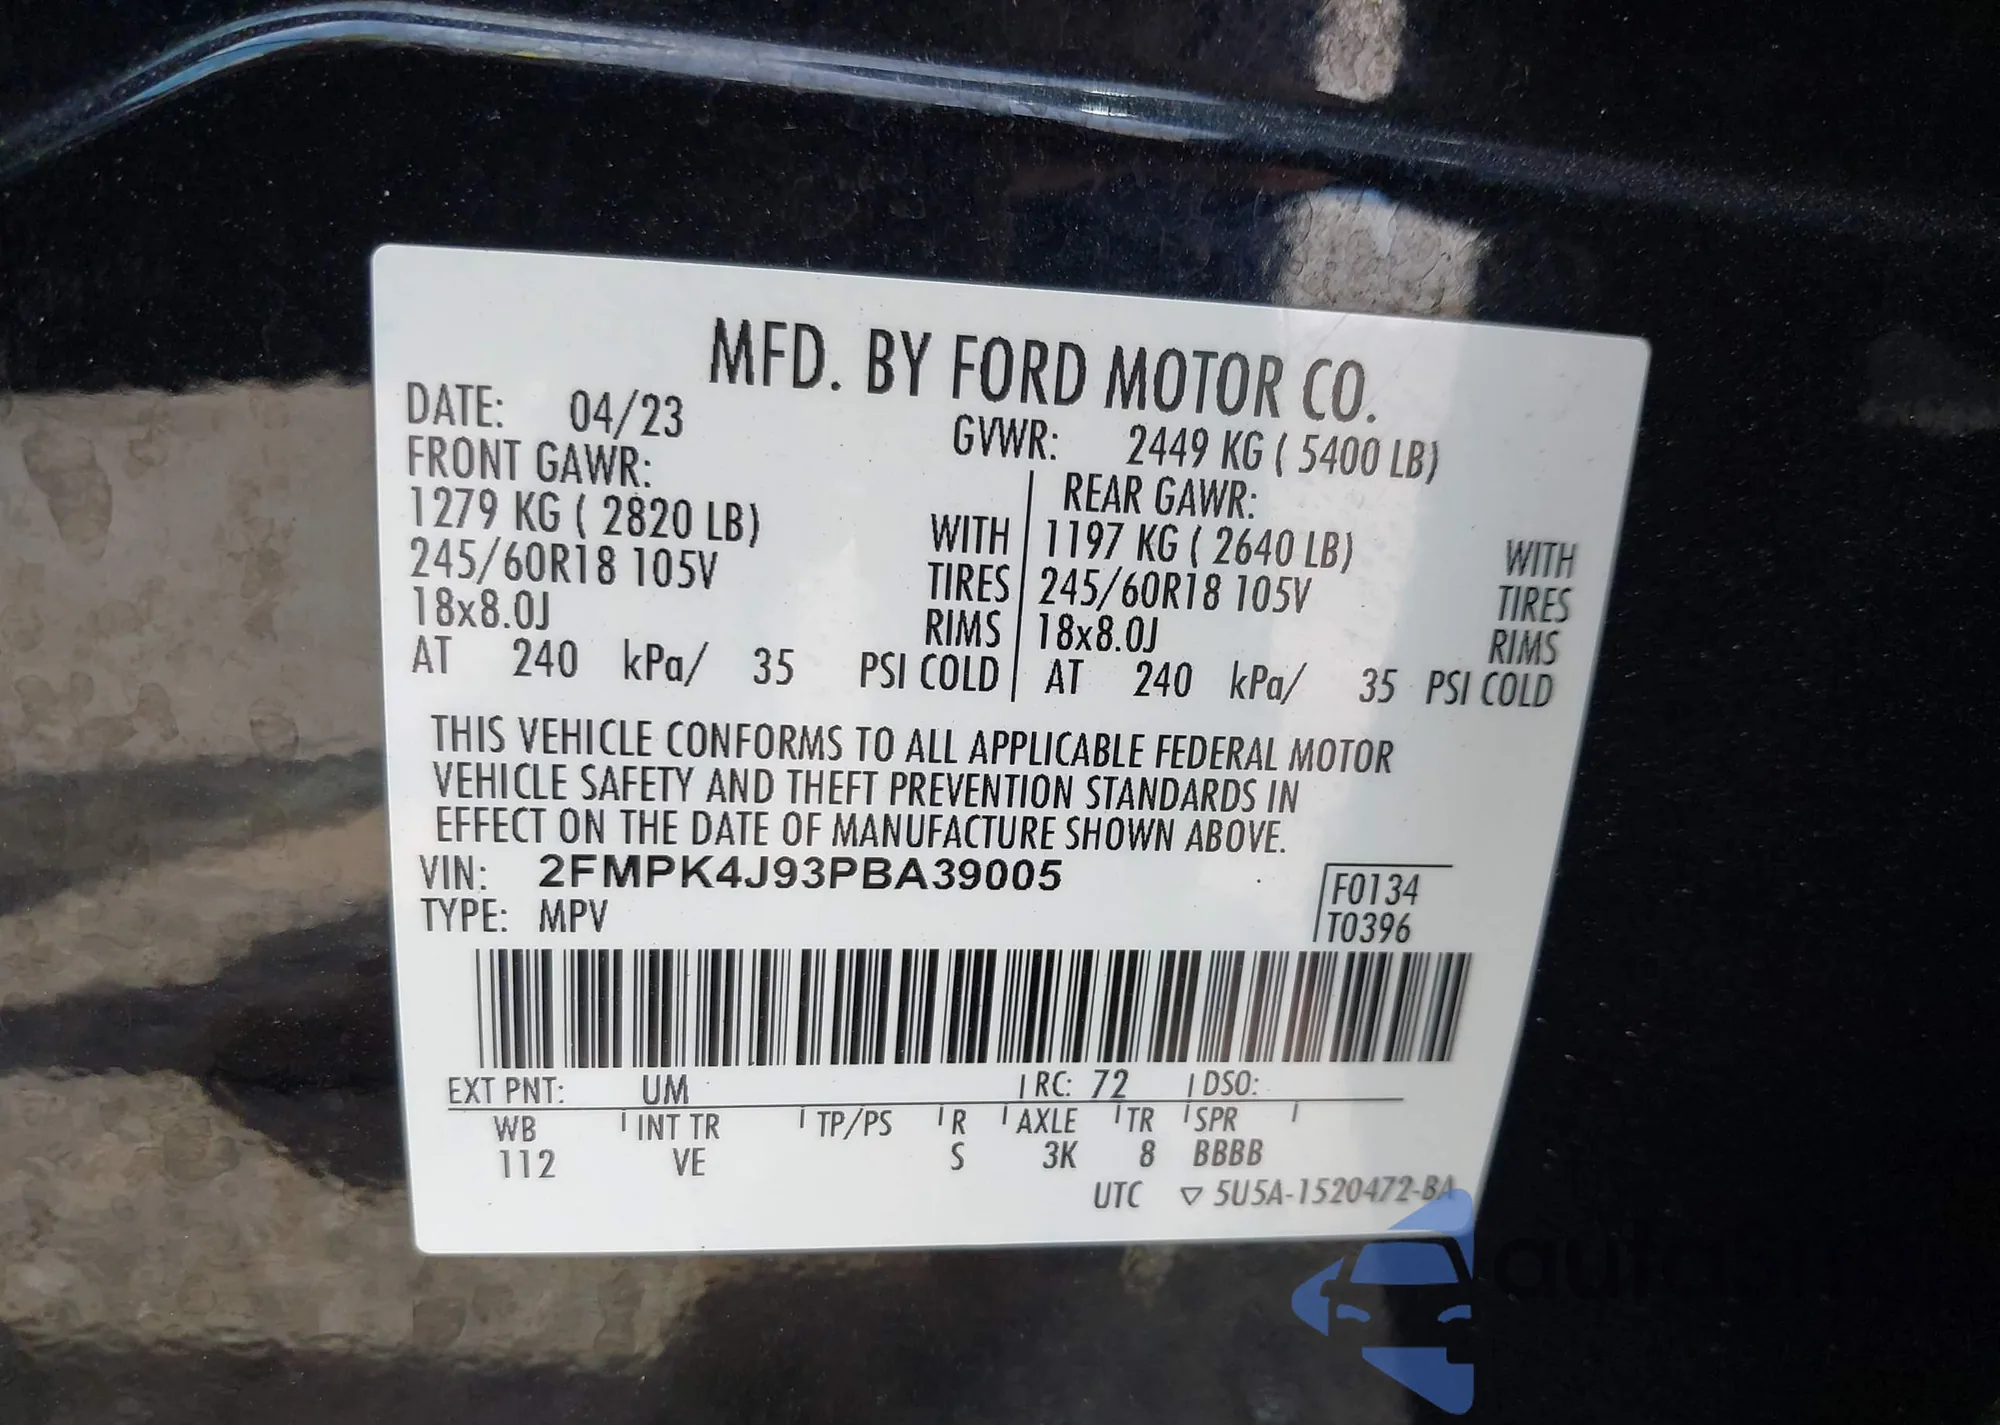 MFD. BY FORD MOTOR CO.
DATE: 04/23 GVWR: 2449 KG ( 5400 LB)
FRONT GAWR: REAR GAWR:
1279 KG ( 2820 LB) WITH 1197 KG ( 2640 LB) WITH
245/60R18 105V TIRES 245/60R18 105V TIRES
18x8.0J RIMS 18x8.0J RIMS
AT 240 kPa/ 35 PSI COLD AT 240 kPa/ 35 PSI COLD
THIS VEHICLE CONFORMS TO ALL APPLICABLE FEDERAL MOTOR
VEHICLE SAFETY AND THEFT PREVENTION STANDARDS IN
EFFECT ON THE DATE OF MANUFACTURE SHOWN ABOVE.
VIN: 2FMPK4J93PBA39005 F0134
TYPE: MPV T0396
EXT PNT: UM RC: 72 DSO:
WB INT TR TP/PS R AXLE TR SPR
112 VE S 3K 8 BBBB
UTC ▽ 5U5A-1520472-BA